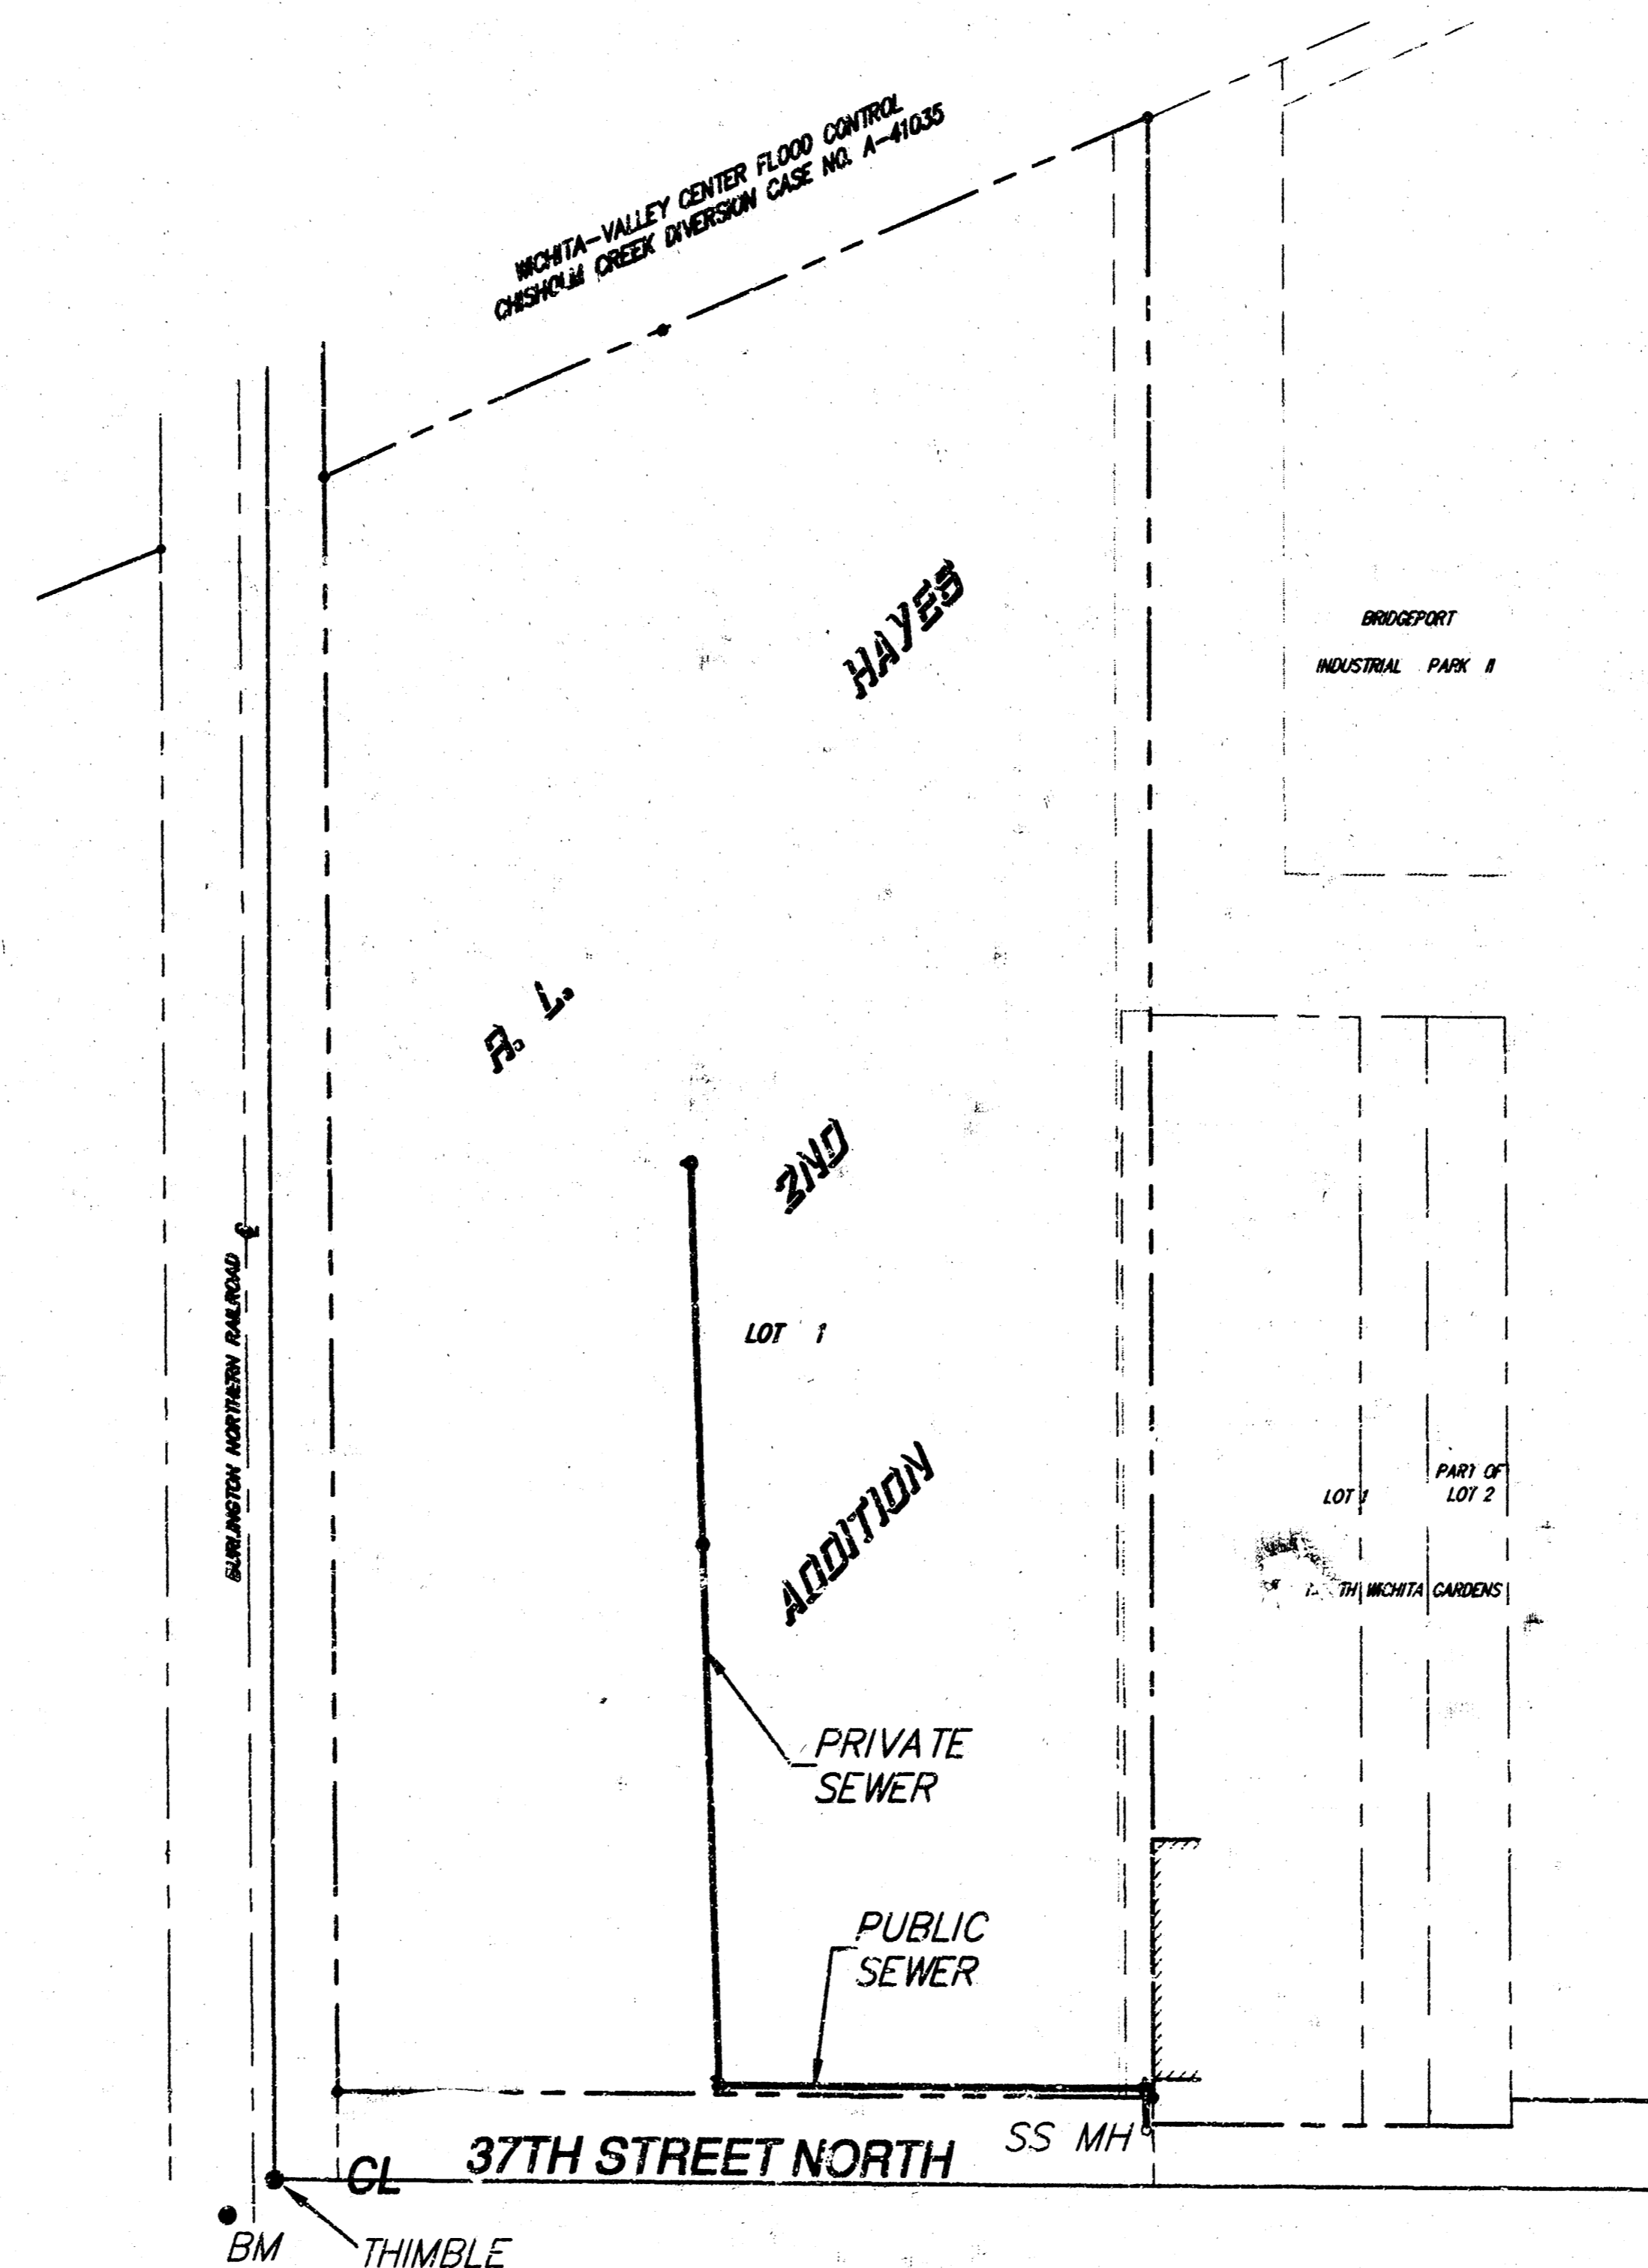 WICHITA-VALLEY CENTER FLOOD CONTROL
CHISHOLM CREEK DIVERSION CASE NO. A-41035
HAYES
BRIDGEPORT
INDUSTRIAL PARK II
R. L.
2ND
BURLINGTON NORTHERN RAILROAD
LOT 1
ADDITION
LOT 1
PART OF
LOT 2
WICHITA GARDENS
PRIVATE
SEWER
PUBLIC
SEWER
SS MH
37TH STREET NORTH
CL
BM
THIMBLE